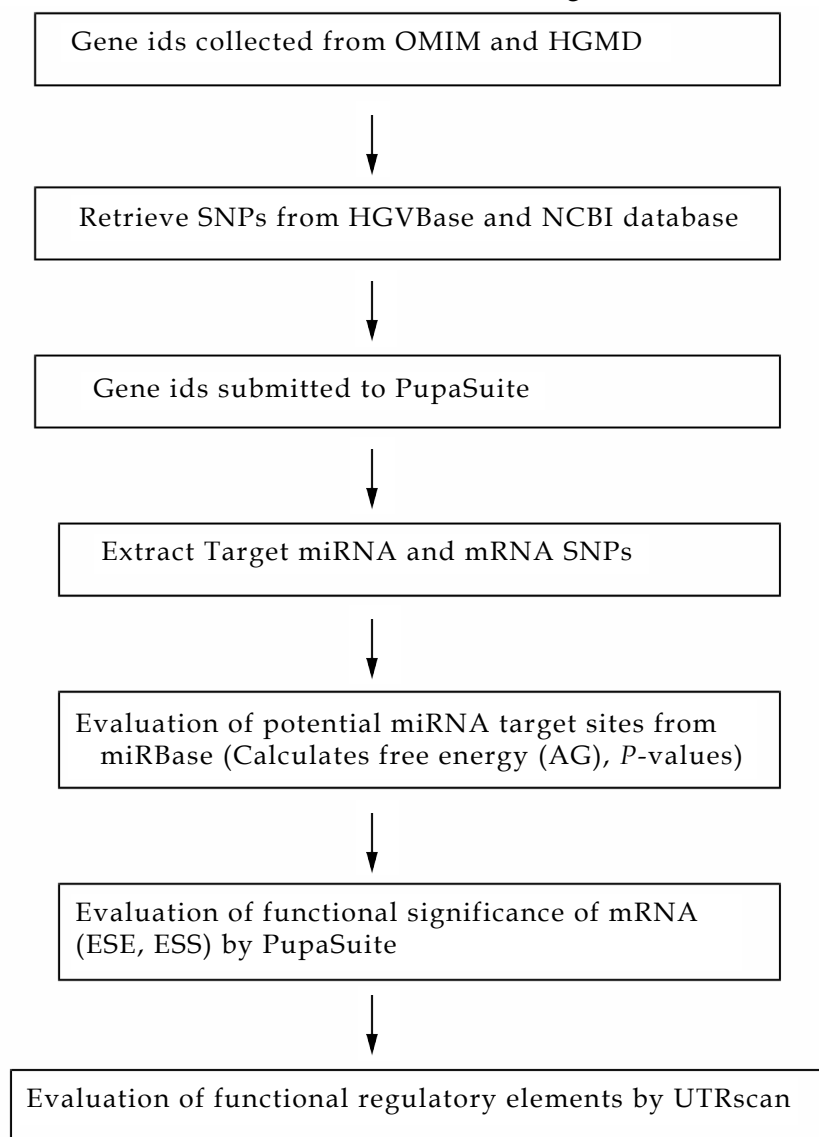 Gene ids collected from OMIM and HGMD
Retrieve SNPs from HGVBase and NCBI database
Gene ids submitted to PupaSuite
Extract Target miRNA and mRNA SNPs
Evaluation of potential miRNA target sites from
miRBase (Calculates free energy (AG), P-values)
Evaluation of functional significance of mRNA
(ESE, ESS) by PupaSuite
Evaluation of functional regulatory elements by UTRscan